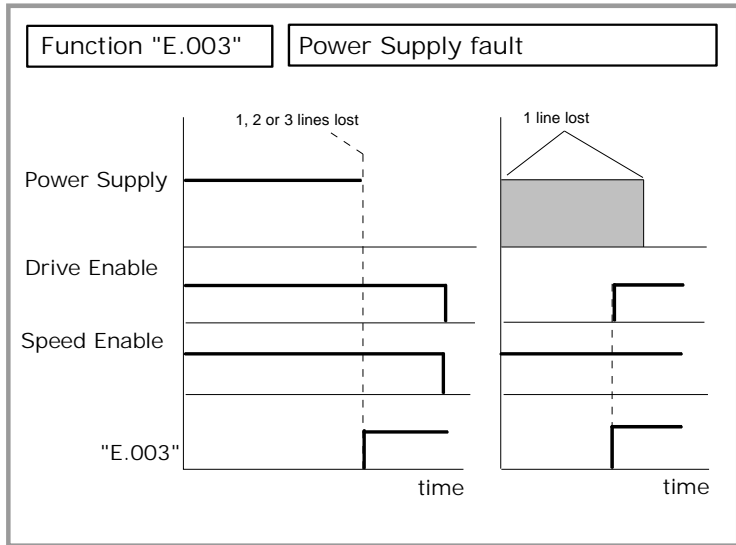 Function "E.003"
Power Supply fault
1, 2 or 3 lines lost
1 line lost
Power Supply
Drive Enable
Speed Enable
"E.003"
time
time